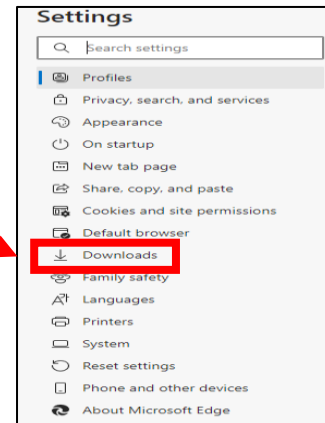 Settings
Search settings
Profiles
Privacy, search, and services
Appearance
On startup
New tab page
Share, copy, and paste
Cookies and site permissions
Default browser
Downloads
Family safety
Languages
Printers
System
Reset settings
Phone and other devices
About Microsoft Edge